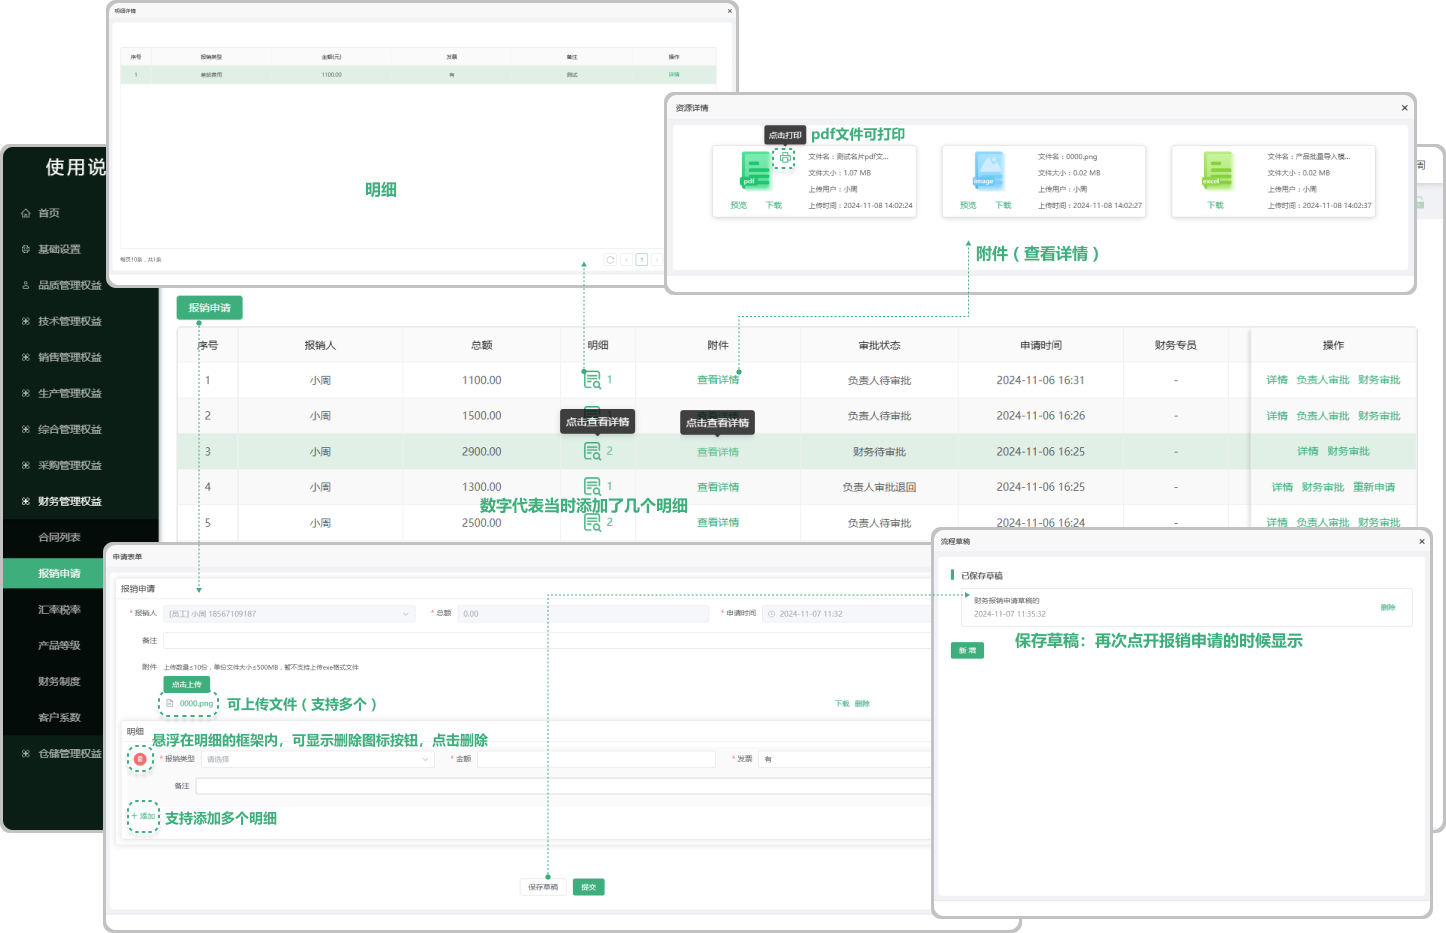 明细详情
序号 报销类型 金额(元) 发票 备注 操作
1 差旅费用 1100.00 有 测试 详情
明细
每页10条，共1条
1
资源详情
点击打印 pdf文件可打印
pdf
文件名：测试名片pdf文...
文件大小：1.07 MB
上传用户：小周
上传时间：2024-11-08 14:02:24
预览 下载
image
文件名：0000.png
文件大小：0.02 MB
上传用户：小周
上传时间：2024-11-08 14:02:27
预览 下载
excel
文件名：产品批量导入模...
文件大小：0.02 MB
上传用户：小周
上传时间：2024-11-08 14:02:37
下载
附件（查看详情）
使用说
首页
基础设置
品质管理权益
技术管理权益
销售管理权益
生产管理权益
综合管理权益
采购管理权益
财务管理权益
合同列表
报销申请
汇率税率
产品等级
财务制度
客户系数
仓储管理权益
周
报销申请
序号 报销人 总额 明细 附件 审批状态 申请时间 财务专员 操作
1 小周 1100.00 1 查看详情 负责人待审批 2024-11-06 16:31 - 详情 负责人审批 财务审批
2 小周 1500.00 负责人待审批 2024-11-06 16:26 - 详情 负责人审批 财务审批
点击查看详情 点击查看详情
3 小周 2900.00 2 查看详情 财务待审批 2024-11-06 16:25 - 详情 财务审批
4 小周 1300.00 1 查看详情 负责人审批退回 2024-11-06 16:25 - 详情 财务审批 重新申请
数字代表当时添加了几个明细
5 小周 2500.00 2 查看详情 负责人待审批 2024-11-06 16:24 - 详情 负责人审批 财务审批
申请表单
报销申请
* 报销人 [员工] 小周 18567109187 * 总额 0.00 * 申请时间 2024-11-07 11:32
备注
附件 上传数量≤10份，单份文件大小≤500MB，暂不支持上传exe格式文件
点击上传
0000.png 可上传文件（支持多个） 下载 删除
明细
悬浮在明细的框架内，可显示删除图标按钮，点击删除
* 报销类型 请选择 * 金额 * 发票 有
备注
+ 添加 支持添加多个明细
保存草稿 提交
流程草稿
已保存草稿
财务报销申请草稿的
2024-11-07 11:35:32
删除
新 增
保存草稿：再次点开报销申请的时候显示